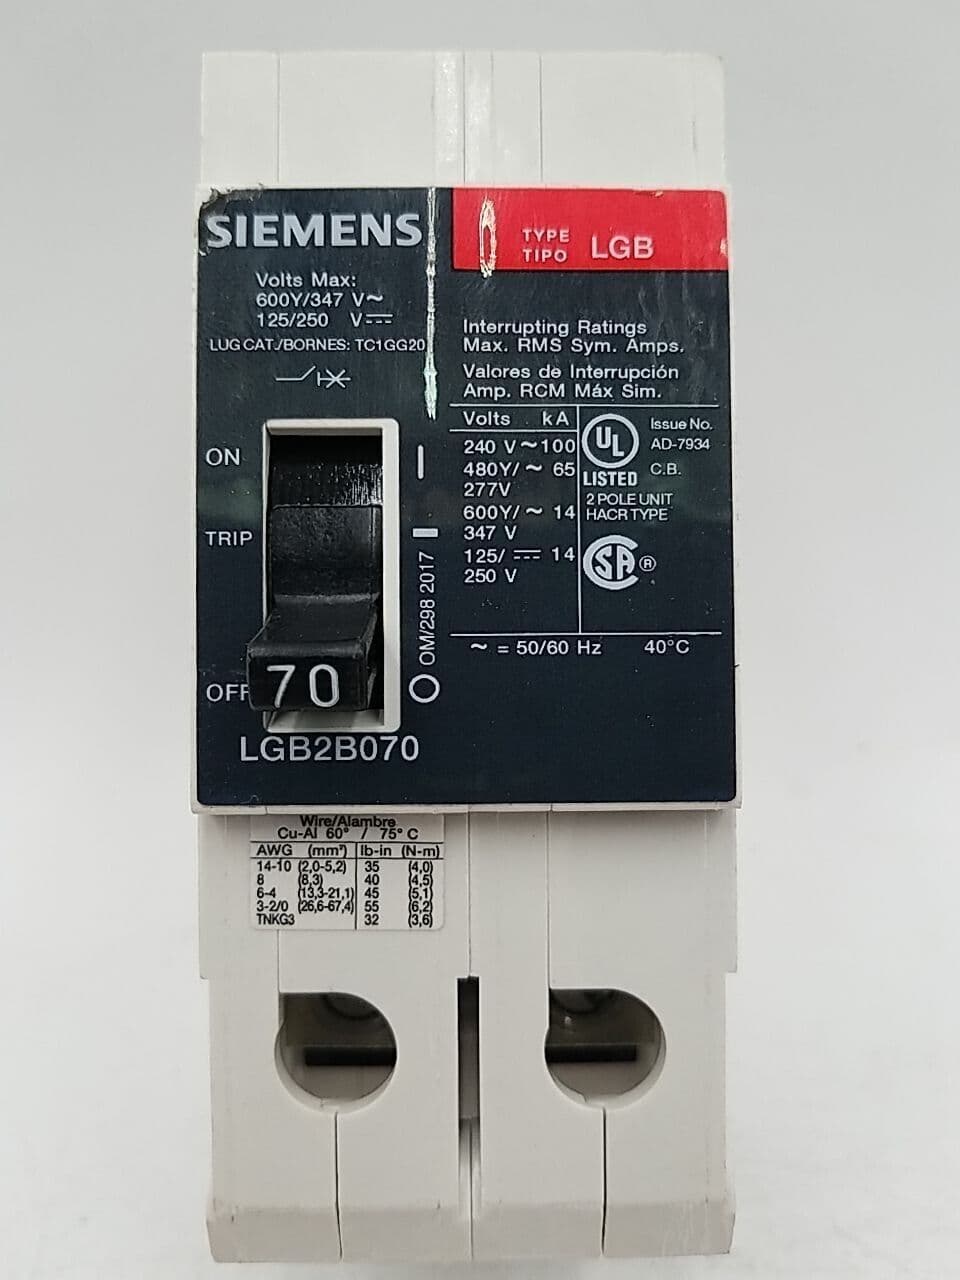 SIEMENS
Volts Max:
600Y/347 V~
125/250 V⎓
LUG CAT./BORNES: TC1GG20
TYPE
TIPO LGB
Interrupting Ratings
Max. RMS Sym. Amps.
Valores de Interrupción
Amp. RCM Máx Sim.
Volts kA
240 V~100
480Y/~ 65
277V
600Y/~ 14
347 V
125/⎓ 14
250 V
UL
LISTED
Issue No.
AD-7934
C.B.
2 POLE UNIT
HACR TYPE
SA ®
~ = 50/60 Hz 40°C
ON
TRIP
OFF
I
O
OM/298 2017
70
LGB2B070
Wire/Alambre
Cu-Al 60° / 75° C
AWG (mm²) lb-in (N-m)
14-10 (2,0-5,2) 35 (4,0)
8 (8,3) 40 (4,5)
6-4 (13,3-21,1) 45 (5,1)
3-2/0 (26,6-67,4) 55 (6,2)
TNKG3 32 (3,6)